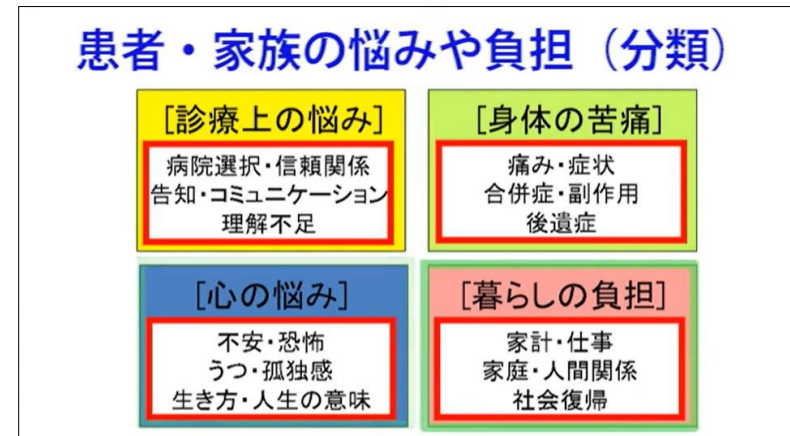 患者・家族の悩みや負担（分類）
［診療上の悩み］
病院選択・信頼関係
告知・コミュニケーション
理解不足
［身体の苦痛］
痛み・症状
合併症・副作用
後遺症
［心の悩み］
不安・恐怖
うつ・孤独感
生き方・人生の意味
［暮らしの負担］
家計・仕事
家庭・人間関係
社会復帰